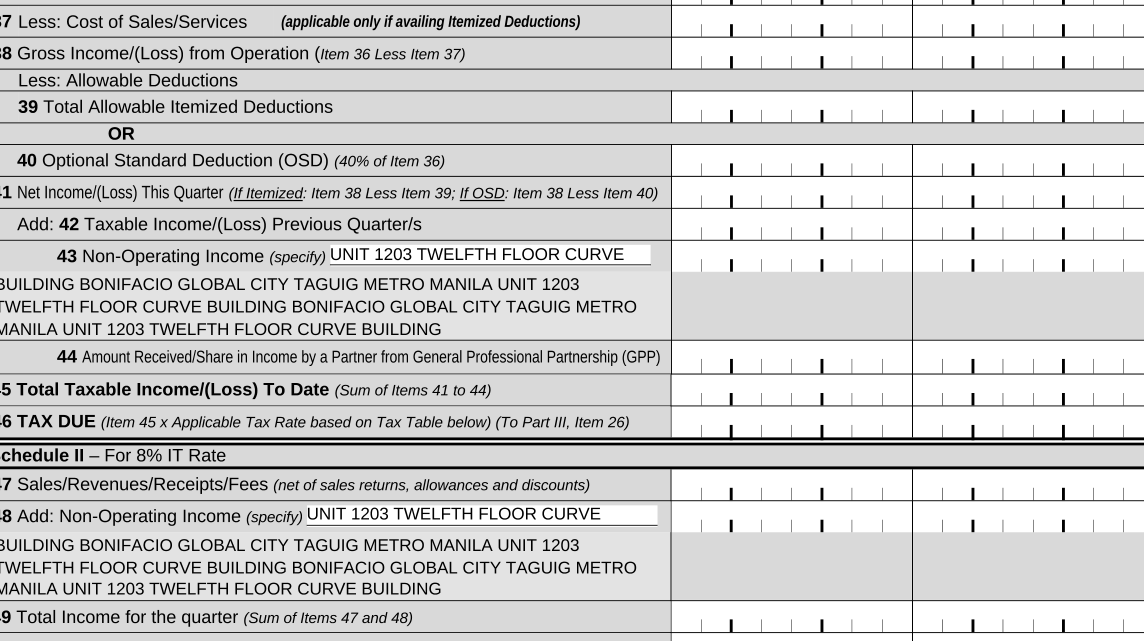 37 Less: Cost of Sales/Services (applicable only if availing Itemized Deductions)
38 Gross Income/(Loss) from Operation (Item 36 Less Item 37)
Less: Allowable Deductions
39 Total Allowable Itemized Deductions
OR
40 Optional Standard Deduction (OSD) (40% of Item 36)
41 Net Income/(Loss) This Quarter (If Itemized: Item 38 Less Item 39; If OSD: Item 38 Less Item 40)
Add: 42 Taxable Income/(Loss) Previous Quarter/s
43 Non-Operating Income (specify) UNIT 1203 TWELFTH FLOOR CURVE
BUILDING BONIFACIO GLOBAL CITY TAGUIG METRO MANILA UNIT 1203
TWELFTH FLOOR CURVE BUILDING BONIFACIO GLOBAL CITY TAGUIG METRO
MANILA UNIT 1203 TWELFTH FLOOR CURVE BUILDING
44 Amount Received/Share in Income by a Partner from General Professional Partnership (GPP)
45 Total Taxable Income/(Loss) To Date (Sum of Items 41 to 44)
46 TAX DUE (Item 45 x Applicable Tax Rate based on Tax Table below) (To Part III, Item 26)
Schedule II – For 8% IT Rate
47 Sales/Revenues/Receipts/Fees (net of sales returns, allowances and discounts)
48 Add: Non-Operating Income (specify) UNIT 1203 TWELFTH FLOOR CURVE
BUILDING BONIFACIO GLOBAL CITY TAGUIG METRO MANILA UNIT 1203
TWELFTH FLOOR CURVE BUILDING BONIFACIO GLOBAL CITY TAGUIG METRO
MANILA UNIT 1203 TWELFTH FLOOR CURVE BUILDING
49 Total Income for the quarter (Sum of Items 47 and 48)